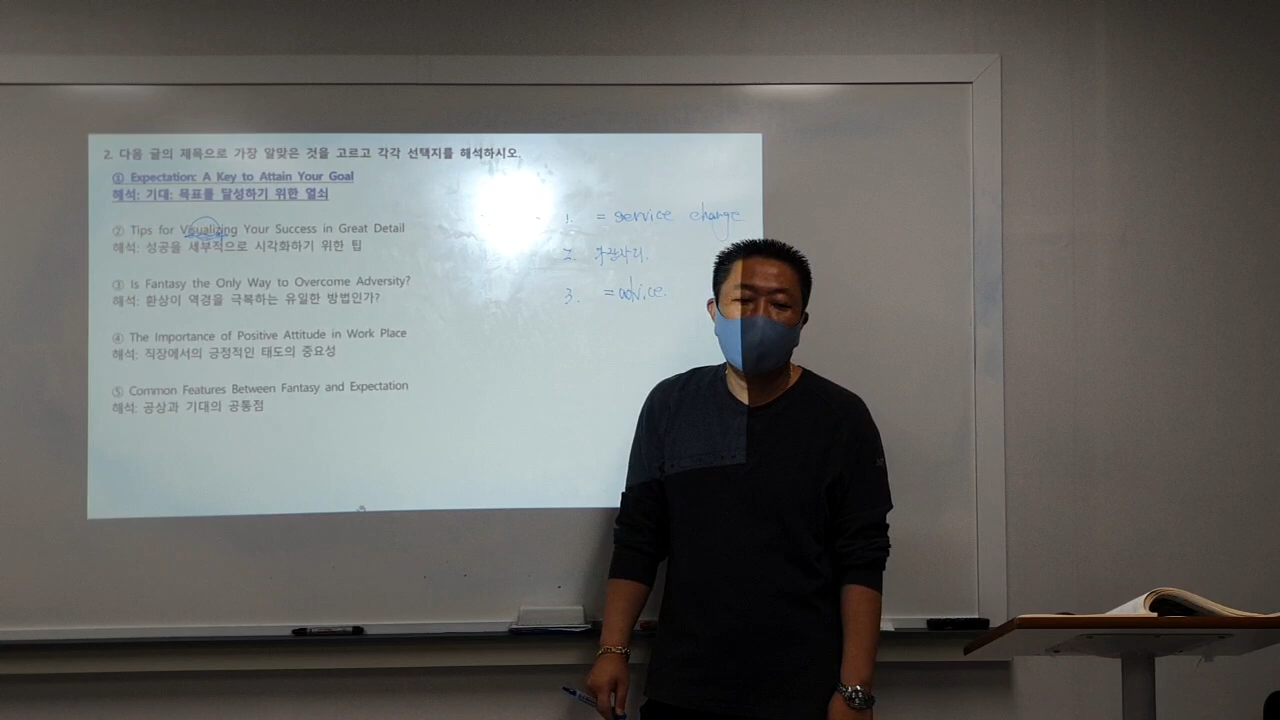 2. 다음 글의 제목으로 가장 알맞은 것을 고르고 각각 선택지를 해석하시오.
① Expectation: A Key to Attain Your Goal
해석: 기대: 목표를 달성하기 위한 열쇠
② Tips for Visualizing Your Success in Great Detail
해석: 성공을 세부적으로 시각화하기 위한 팁
③ Is Fantasy the Only Way to Overcome Adversity?
해석: 환상이 역경을 극복하는 유일한 방법인가?
④ The Importance of Positive Attitude in Work Place
해석: 직장에서의 긍정적인 태도의 중요성
⑤ Common Features Between Fantasy and Expectation
해석: 공상과 기대의 공통점
1. = service charge
2. 가장자리.
3. = advice.